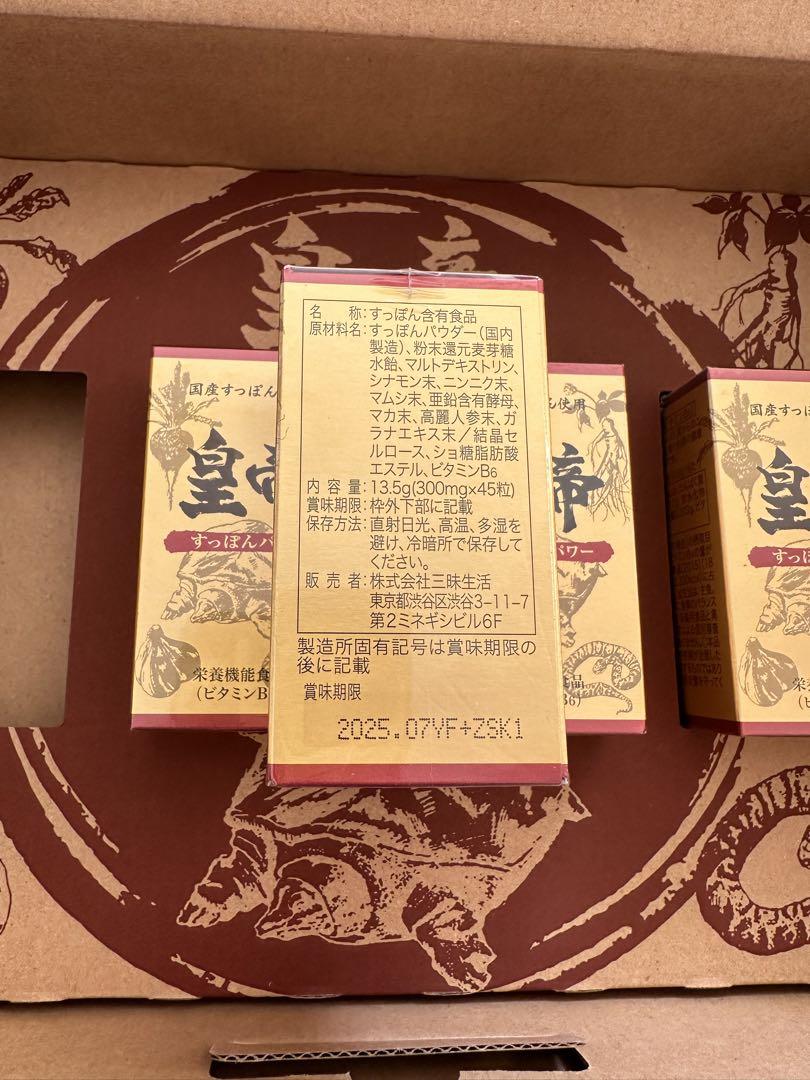 名称:すっぽん含有食品
原材料名:すっぽんパウダー(国内
製造)、粉末還元麦芽糖
水飴、マルトデキストリン、
シナモン末、ニンニク末、
マムシ末、亜鉛含有酵母、
マカ末、高麗人参末、ガ
ラナエキス末/結晶セ
ルロース、ショ糖脂肪酸
エステル、ビタミンB6
内容量:13.5g(300mg×45粒)
賞味期限:枠外下部に記載
保存方法:直射日光、高温、多湿を
避け、冷暗所で保存して
ください。
販売者:株式会社三昧生活
東京都渋谷区渋谷3-11-7
第2ミネギシビル6F
製造所固有記号は賞味期限の
後に記載
賞味期限
2025.07YF+Z8K1
国産すっぽ
皇
すっぽんパ
栄養機能食
(ビタミンB
使用
帝
パワー
品
国産すっぽ
皇
すっぽ